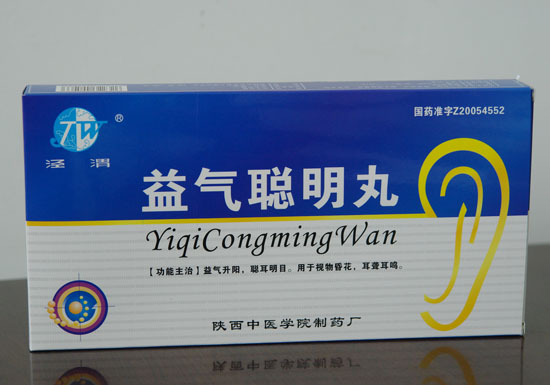 JW®
泾渭
国药准字Z20054552
益气聪明丸
YiqiCongmingWan
【功能主治】益气升阳，聪耳明目。用于视物昏花，耳聋耳鸣。
陕西中医学院制药厂